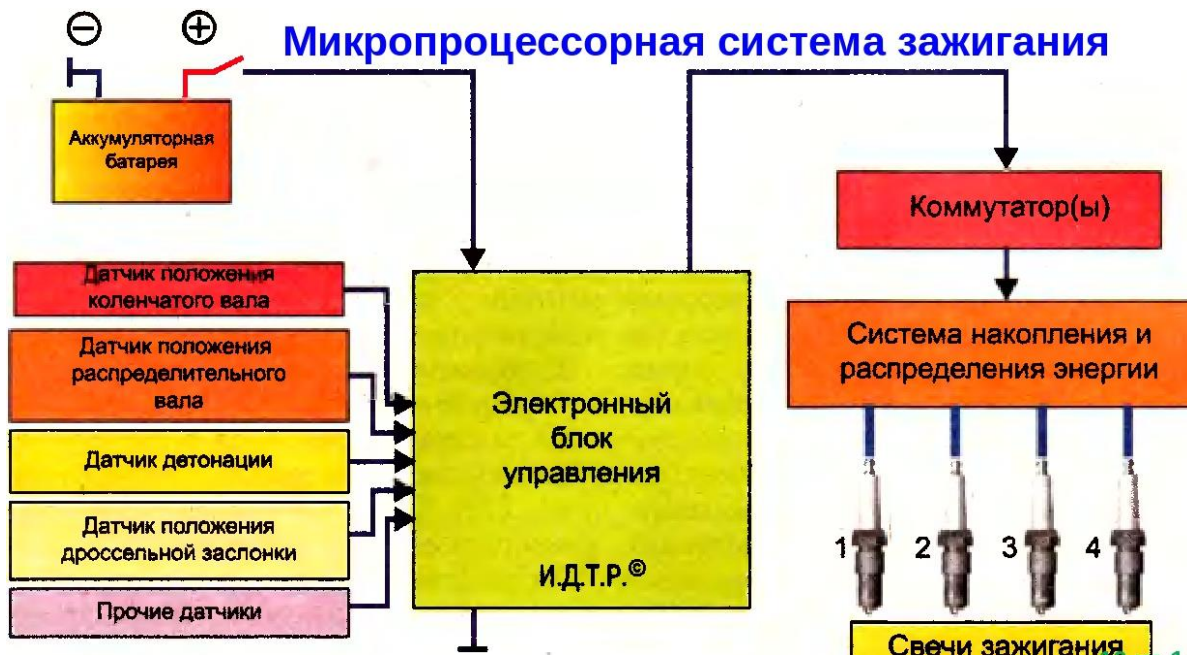 Микропроцессорная система зажигания
⊖
⊕
Аккумуляторная
батарея
Коммутатор(ы)
Датчик положения
коленчатого вала
Датчик положения
распределительного
вала
Датчик детонации
Датчик положения
дроссельной заслонки
Прочие датчики
Электронный
блок
управления
И.Д.Т.Р.©
Система накопления и
распределения энергии
1
2
3
4
Свечи зажигания